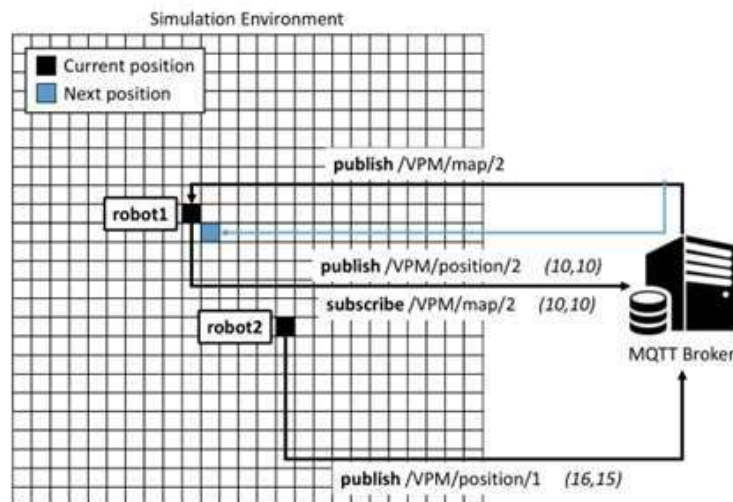 Simulation Environment
Current position
Next position
publish /VPM/map/2
robot1
publish /VPM/position/2 (10,10)
subscribe /VPM/map/2 (10,10)
robot2
MQTT Broker
publish /VPM/position/1 (16,15)